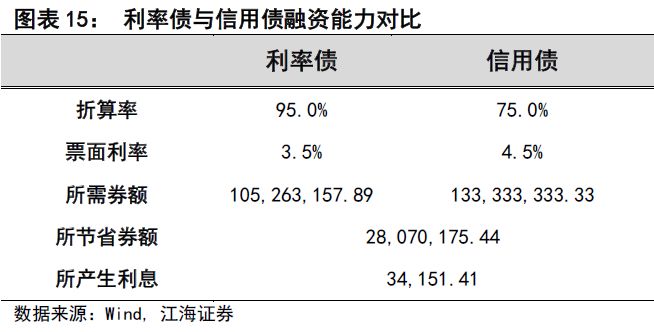 图表15： 利率债与信用债融资能力对比
利率债 信用债
折算率 95.0% 75.0%
票面利率 3.5% 4.5%
所需券额 105,263,157.89 133,333,333.33
所节省券额 28,070,175.44
所产生利息 34,151.41
数据来源：Wind, 江海证券